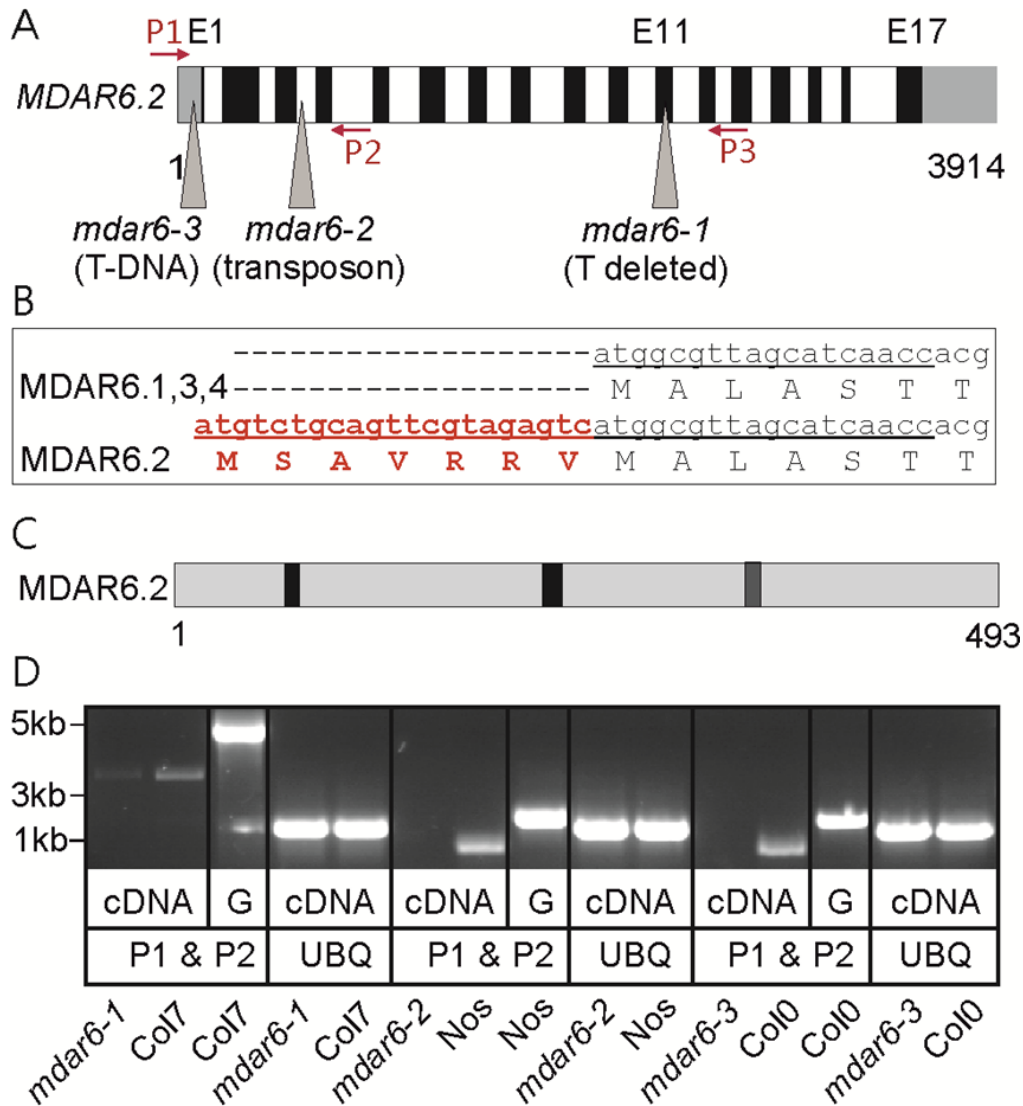 A
P1 E1 E11 E17
MDAR6.2
P2 P3
1 3914
mdar6-3 mdar6-2 mdar6-1
(T-DNA) (transposon) (T deleted)
B
------------------atggcgttagcatcaaccacg
MDAR6.1,3,4 ------------------ M A L A S T T
atgtctgcagttcgtagagtcatggcgttagcatcaaccacg
MDAR6.2 M S A V R R V M A L A S T T
C
MDAR6.2
1 493
D
5kb
3kb
1kb
cDNA G cDNA cDNA G cDNA cDNA G cDNA
P1 & P2 UBQ P1 & P2 UBQ P1 & P2 UBQ
mdar6-1 Col7 Col7 mdar6-1 Col7 mdar6-2 Nos Nos mdar6-2 Nos mdar6-3 Col0 Col0 mdar6-3 Col0